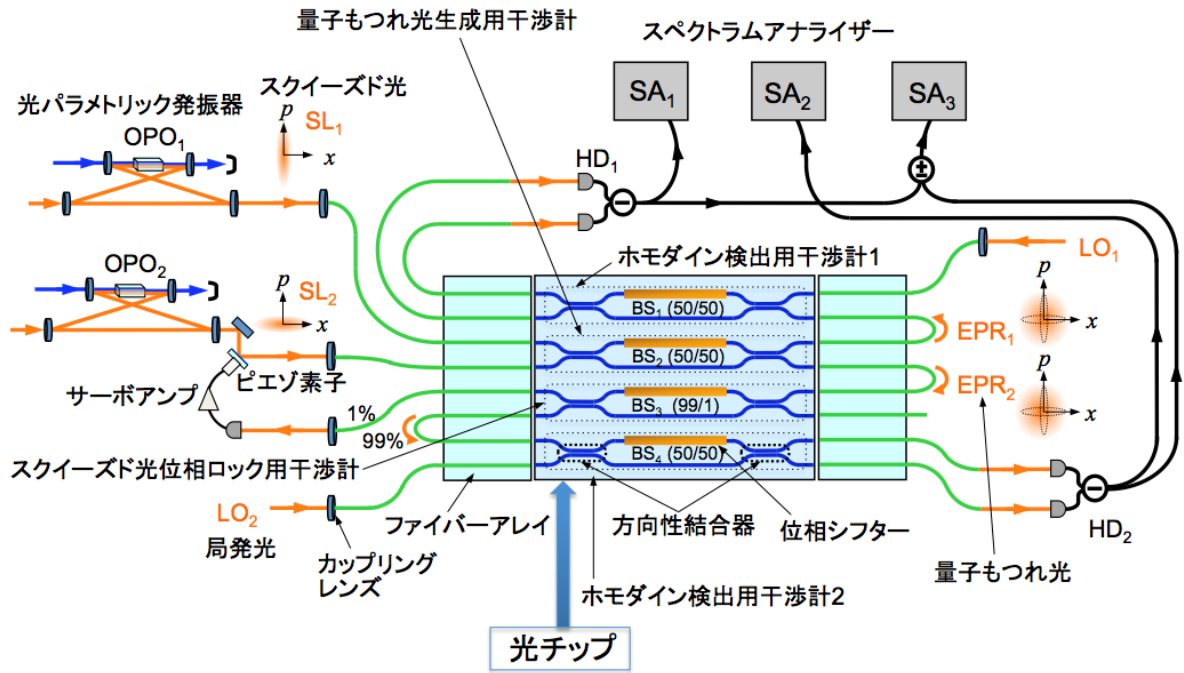 量子もつれ光生成用干渉計
スペクトラムアナライザー
光パラメトリック発振器
スクイーズド光
OPO1
p
SL1
x
SA1
SA2
SA3
HD1
±
−
OPO2
p
SL2
x
ピエゾ素子
サーボアンプ
1%
99%
スクイーズド光位相ロック用干渉計
LO2
局発光
カップリング
レンズ
ファイバーアレイ
ホモダイン検出用干渉計1
BS1 (50/50)
BS2 (50/50)
BS3 (99/1)
BS4 (50/50)
方向性結合器
位相シフター
ホモダイン検出用干渉計2
光チップ
LO1
p
EPR1
x
p
EPR2
x
−
HD2
量子もつれ光